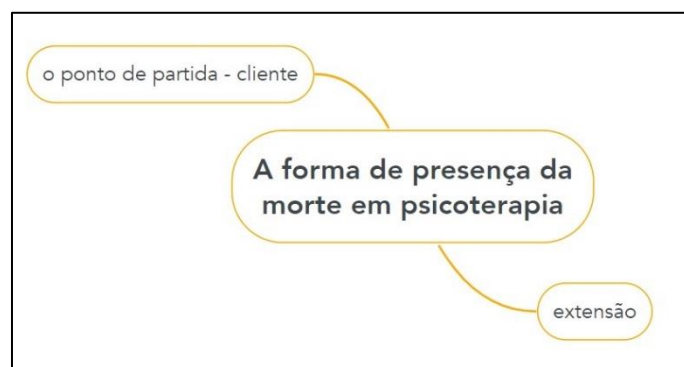 o ponto de partida - cliente
A forma de presença da
morte em psicoterapia
extensão